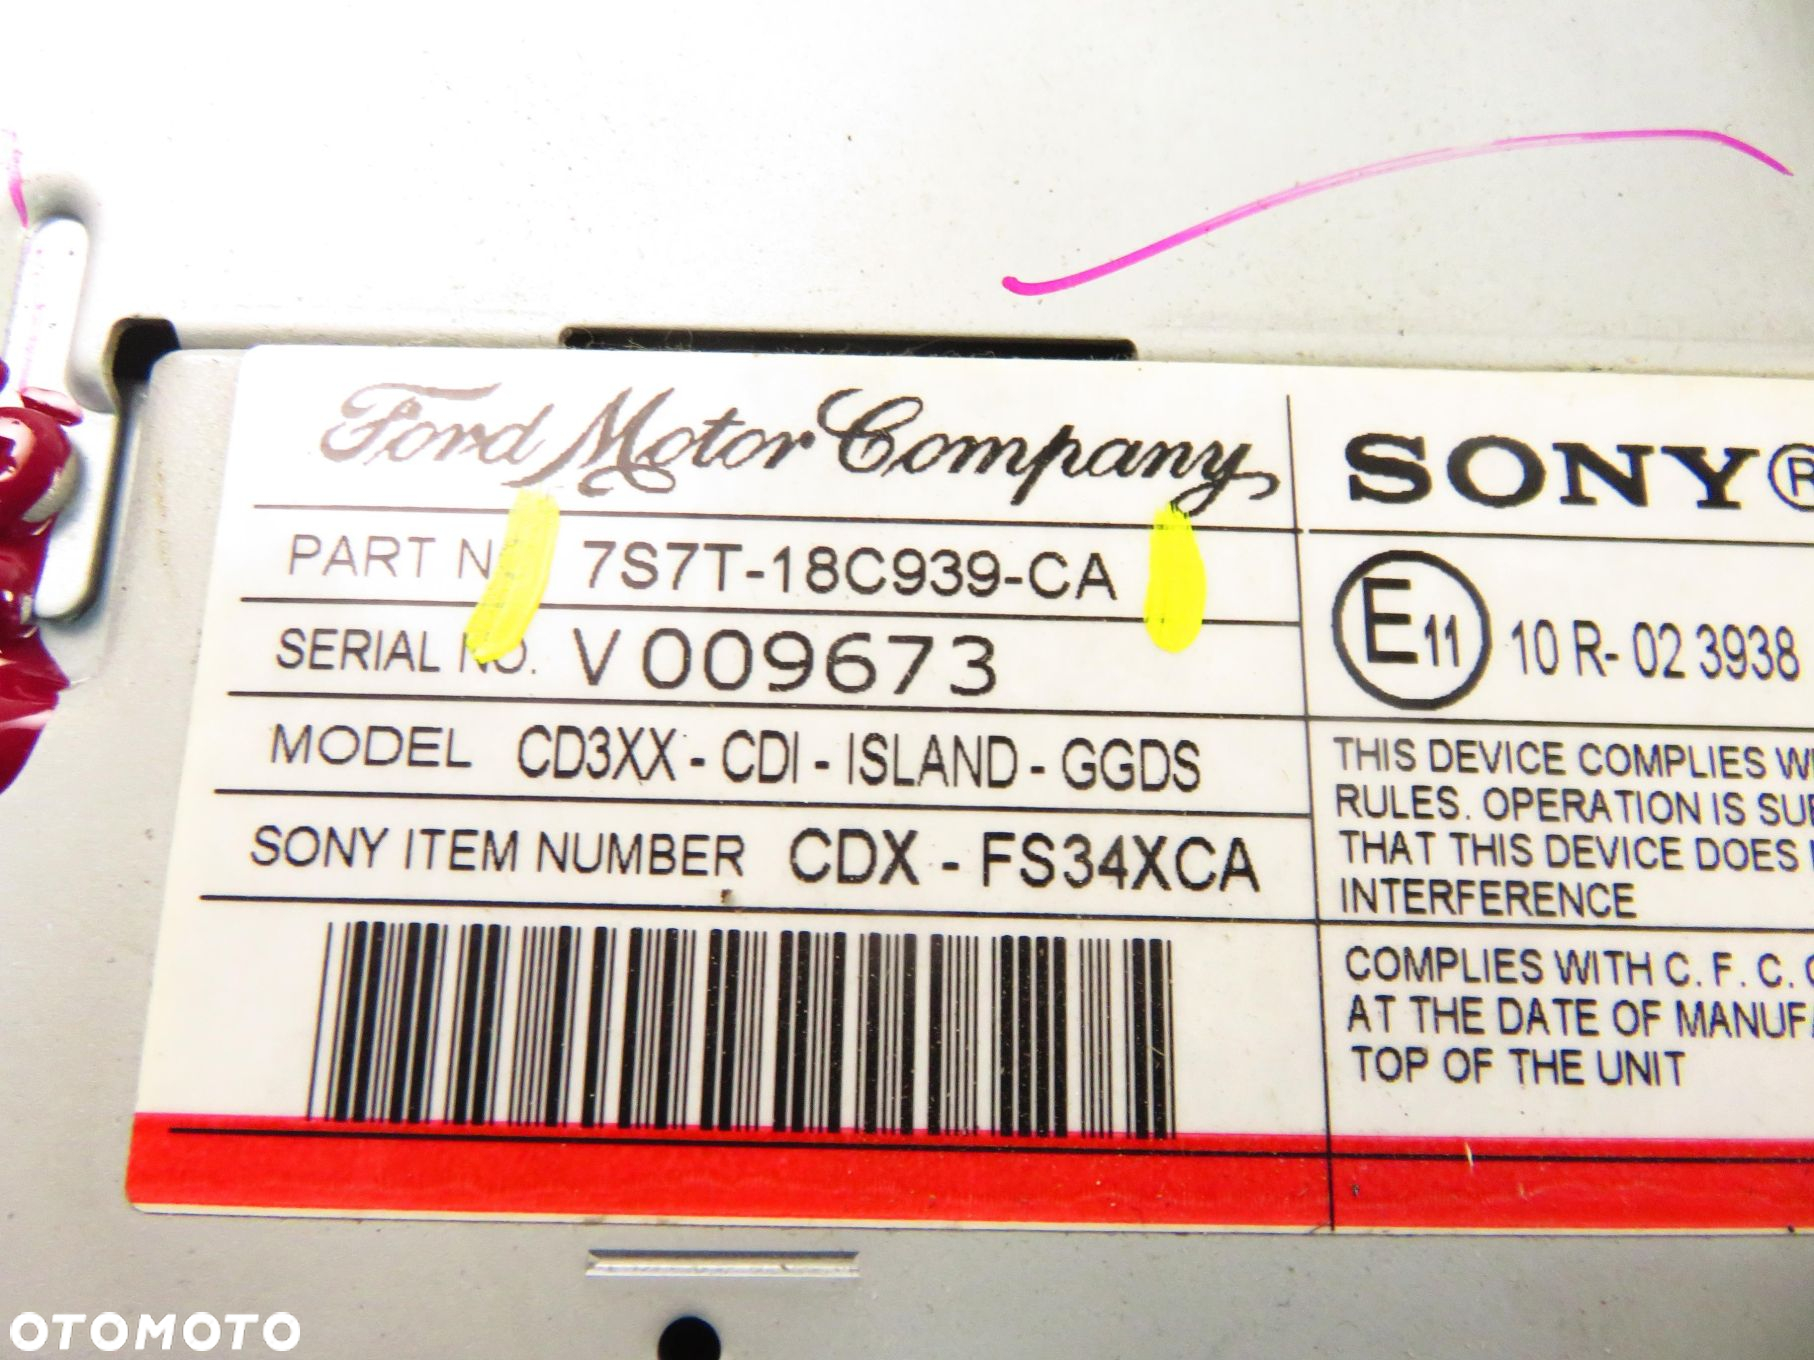 Ford Motor Company
SONY®
PART N 7S7T-18C939-CA
SERIAL NO. V009673
MODEL CD3XX - CDI - ISLAND - GGDS
SONY ITEM NUMBER CDX - FS34XCA
E11 10 R- 02 3938
THIS DEVICE COMPLIES
RULES. OPERATION IS
THAT THIS DEVICE DOES
INTERFERENCE
COMPLIES WITH C. F. C.
AT THE DATE OF
TOP OF THE UNIT
OTOMOTO